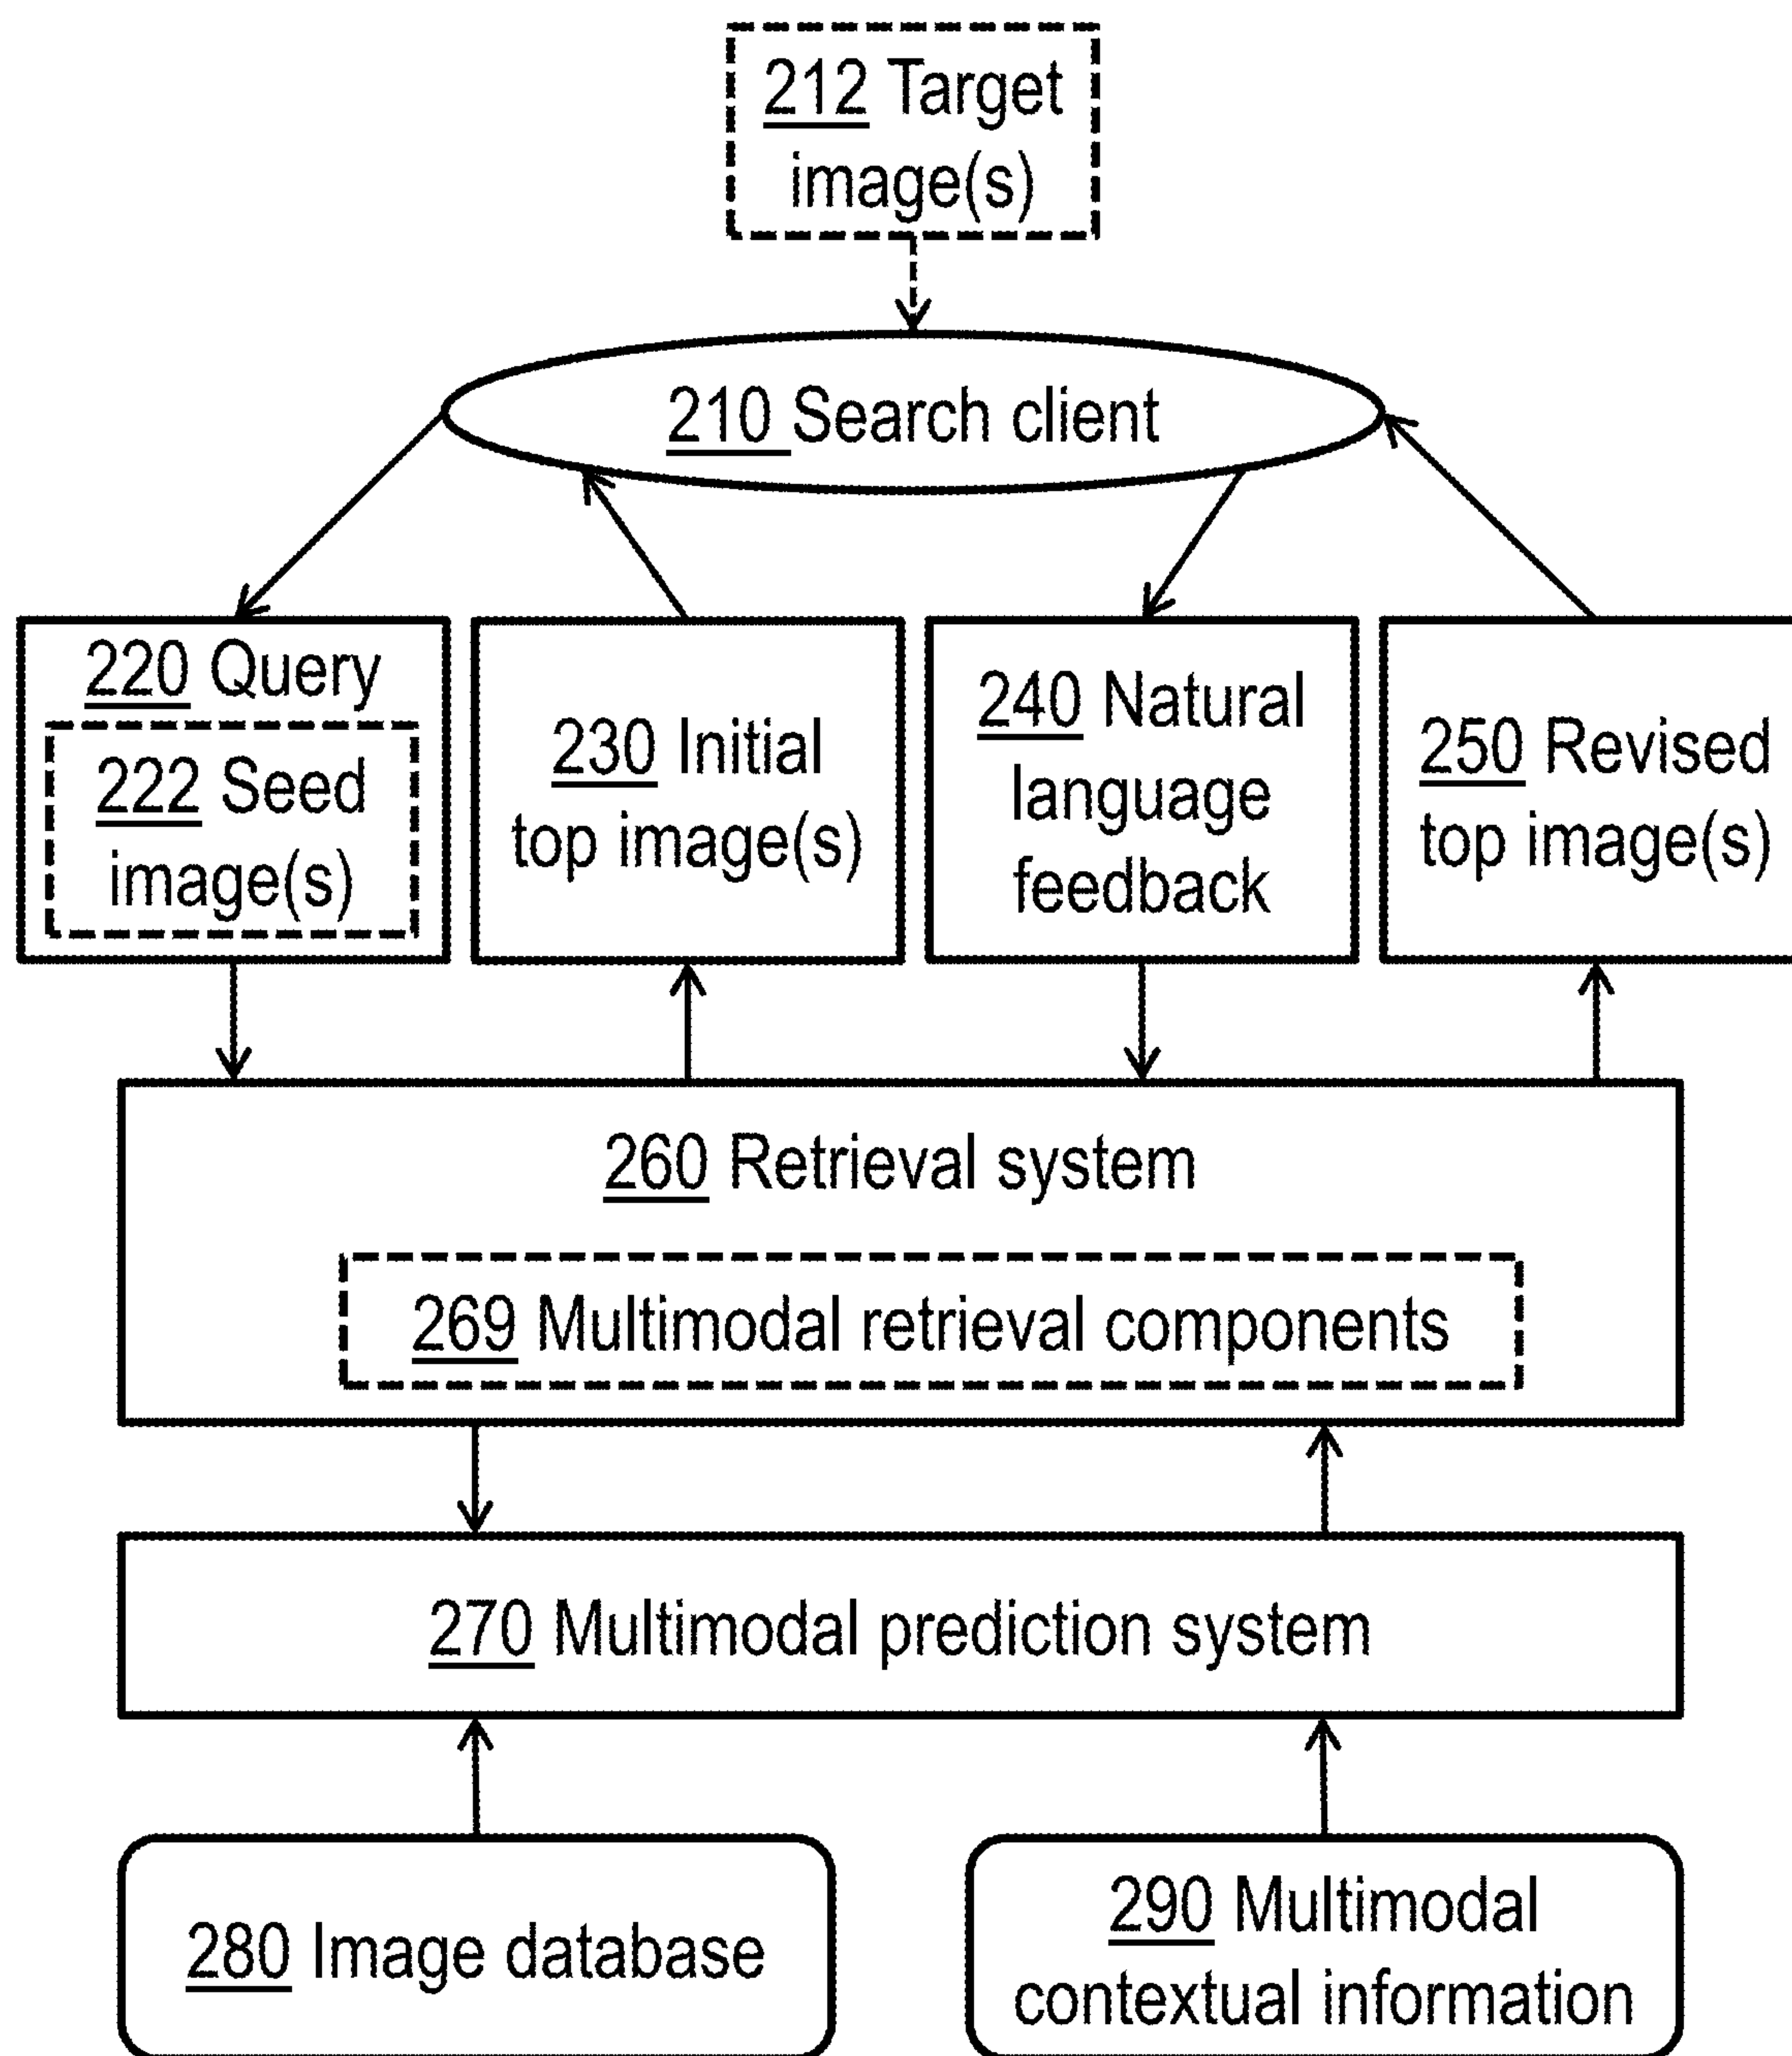 212 Target
image(s)
210 Search client
220 Query
222 Seed
image(s)
230 Initial
top image(s)
240 Natural
language
feedback
250 Revised
top image(s)
260 Retrieval system
269 Multimodal retrieval components
270 Multimodal prediction system
280 Image database
290 Multimodal
contextual information